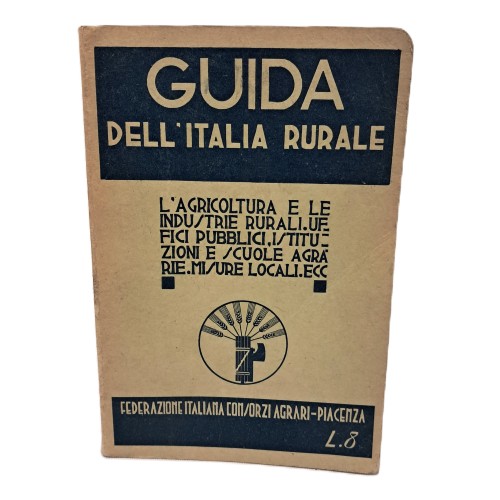 GUIDA
DELL'ITALIA RURALE
L'AGRICOLTURA E LE
INDUSTRIE RURALI.UF-
FICI PUBBLICI,ISTITU-
ZIONI E SCUOLE AGRA-
RIE.MISURE LOCALI.ECC
FEDERAZIONE ITALIANA CONSORZI AGRARI-PIACENZA
L.8